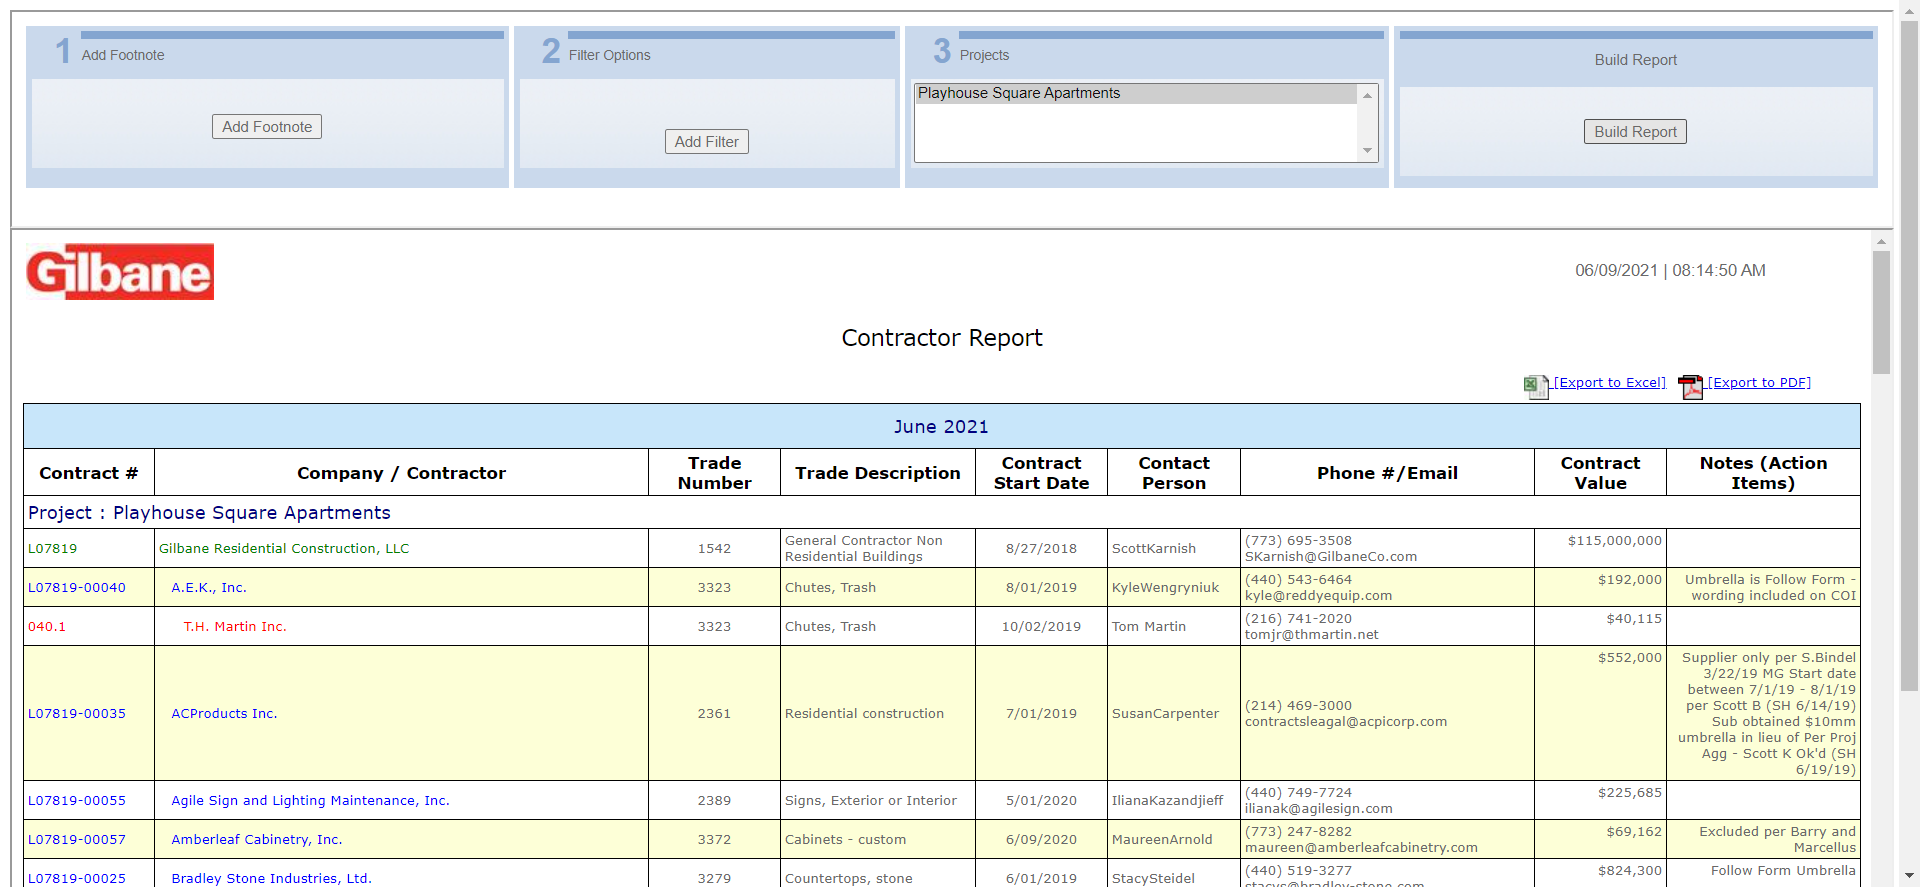 1 Add Footnote
Add Footnote
2 Filter Options
Add Filter
3 Projects
Playhouse Square Apartments
Build Report
Build Report
Gilbane
06/09/2021 | 08:14:50 AM
Contractor Report
[Export to Excel] [Export to PDF]
June 2021
Contract # Company / Contractor Trade Number Trade Description Contract Start Date Contact Person Phone #/Email Contract Value Notes (Action Items)
Project : Playhouse Square Apartments
L07819 Gilbane Residential Construction, LLC 1542 General Contractor Non Residential Buildings 8/27/2018 ScottKarnish (773) 695-3508 SKarnish@GilbaneCo.com $115,000,000
L07819-00040 A.E.K., Inc. 3323 Chutes, Trash 8/01/2019 KyleWengryniuk (440) 543-6464 kyle@reddyequip.com $192,000 Umbrella is Follow Form - wording included on COI
040.1 T.H. Martin Inc. 3323 Chutes, Trash 10/02/2019 Tom Martin (216) 741-2020 tomjr@thmartin.net $40,115
L07819-00035 ACProducts Inc. 2361 Residential construction 7/01/2019 SusanCarpenter (214) 469-3000 contractsleagal@acpicorp.com $552,000 Supplier only per S.Bindel 3/22/19 MG Start date between 7/1/19 - 8/1/19 per Scott B (SH 6/14/19) Sub obtained $10mm umbrella in lieu of Per Proj Agg - Scott K Ok'd (SH 6/19/19)
L07819-00055 Agile Sign and Lighting Maintenance, Inc. 2389 Signs, Exterior or Interior 5/01/2020 IlianaKazandjieff (440) 749-7724 ilianak@agilesign.com $225,685
L07819-00057 Amberleaf Cabinetry, Inc. 3372 Cabinets - custom 6/09/2020 MaureenArnold (773) 247-8282 maureen@amberleafcabinetry.com $69,162 Excluded per Barry and Marcellus
L07819-00025 Bradley Stone Industries, Ltd. 3279 Countertops, stone 6/01/2019 StacySteidel (440) 519-3277 stacys@bradley-stone.com $824,300 Follow Form Umbrella